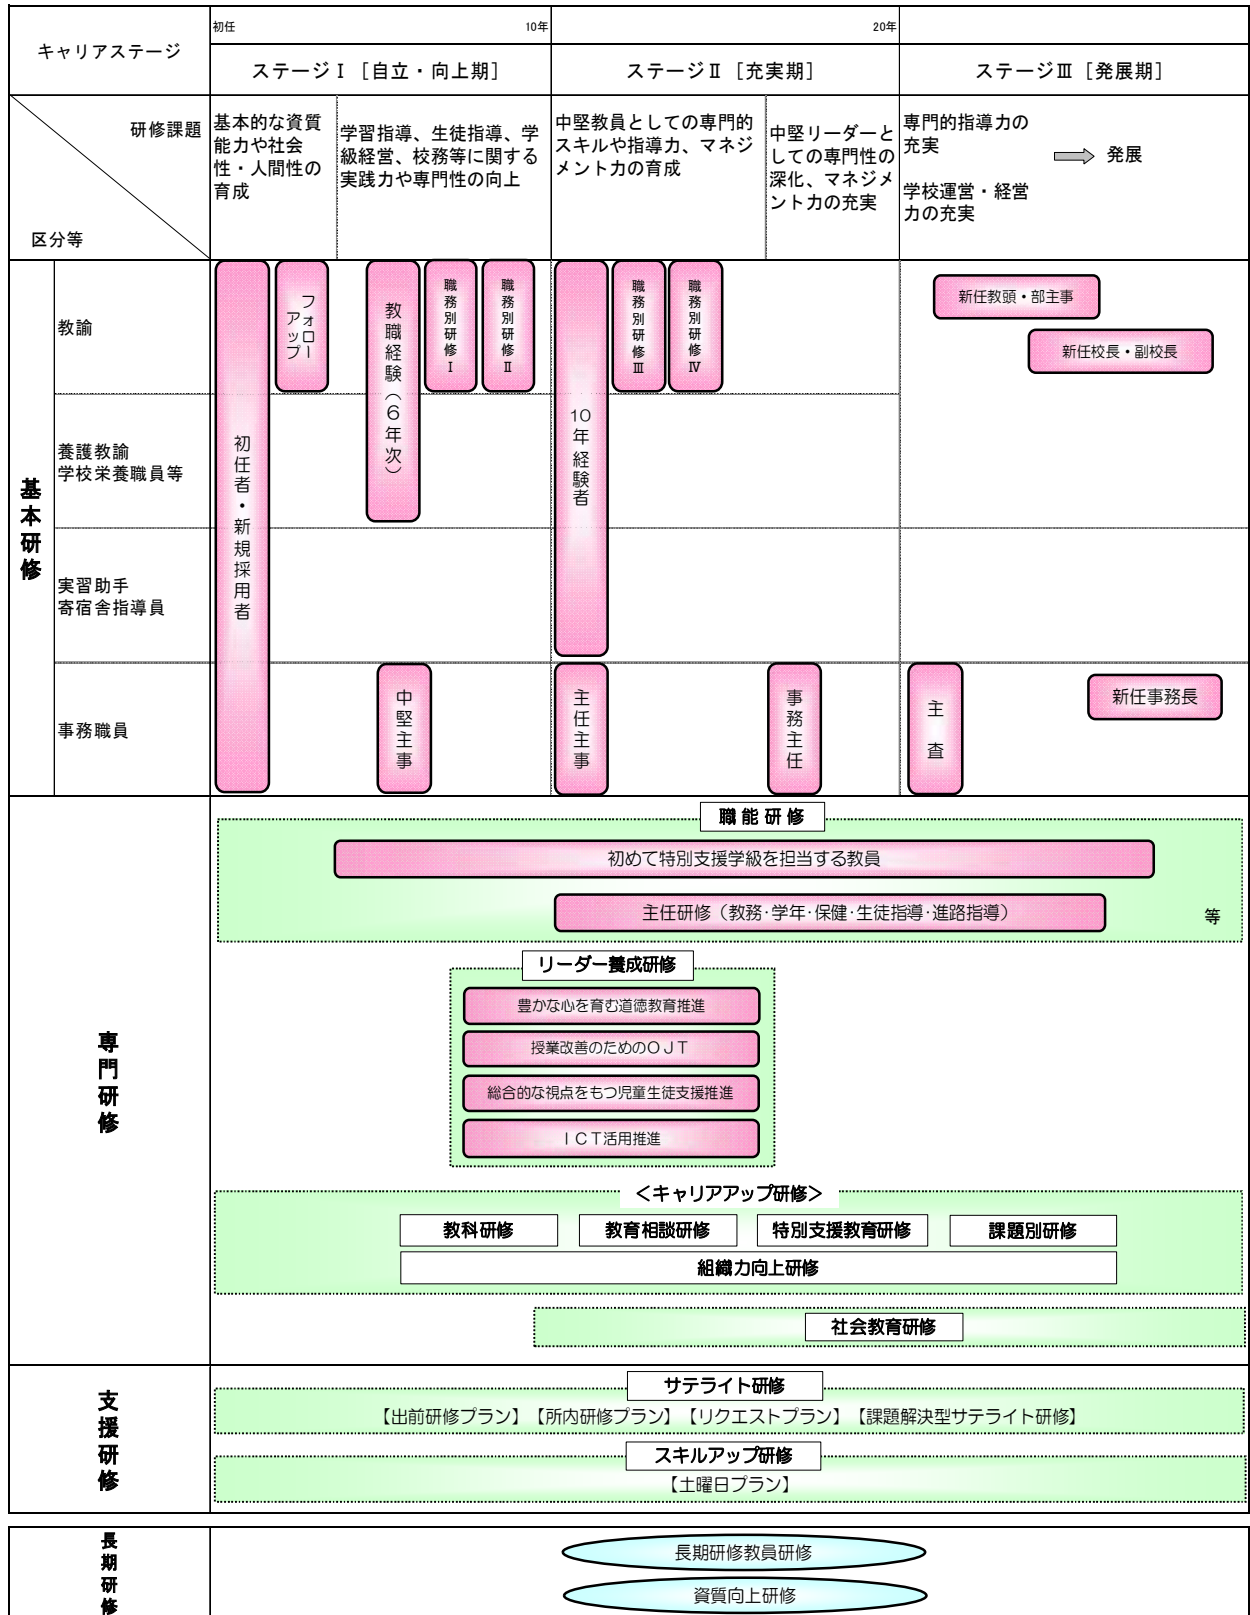 キャリアステージ
初任
10年
20年
ステージⅠ［自立・向上期］
ステージⅡ［充実期］
ステージⅢ［発展期］
研修課題
区分等
基本的な資質
能力や社会
性・人間性の
育成
学習指導、生徒指導、学
級経営、校務等に関する
実践力や専門性の向上
中堅教員としての専門的
スキルや指導力、マネジ
メント力の育成
中堅リーダーと
しての専門性の
深化、マネジメ
ント力の充実
専門的指導力の
充実
学校運営・経営
力の充実
発展
基本研修
教諭
養護教諭
学校栄養職員等
実習助手
寄宿舎指導員
事務職員
初任者・新規採用者
フォロー
アップ
教職経験（６年次）
職務別研修Ⅰ
職務別研修Ⅱ
10年経験者
職務別研修Ⅲ
職務別研修Ⅳ
新任教頭・部主事
新任校長・副校長
中堅主事
主任主事
事務主任
主査
新任事務長
専門研修
職能研修
初めて特別支援学級を担当する教員
主任研修（教務･学年･保健･生徒指導･進路指導）
等
リーダー養成研修
豊かな心を育む道徳教育推進
授業改善のためのＯＪＴ
総合的な視点をもつ児童生徒支援推進
ＩＣＴ活用推進
＜キャリアアップ研修＞
教科研修
教育相談研修
特別支援教育研修
課題別研修
組織力向上研修
社会教育研修
支援研修
サテライト研修
【出前研修プラン】【所内研修プラン】【リクエストプラン】【課題解決型サテライト研修】
スキルアップ研修
【土曜日プラン】
長期研修
長期研修教員研修
資質向上研修